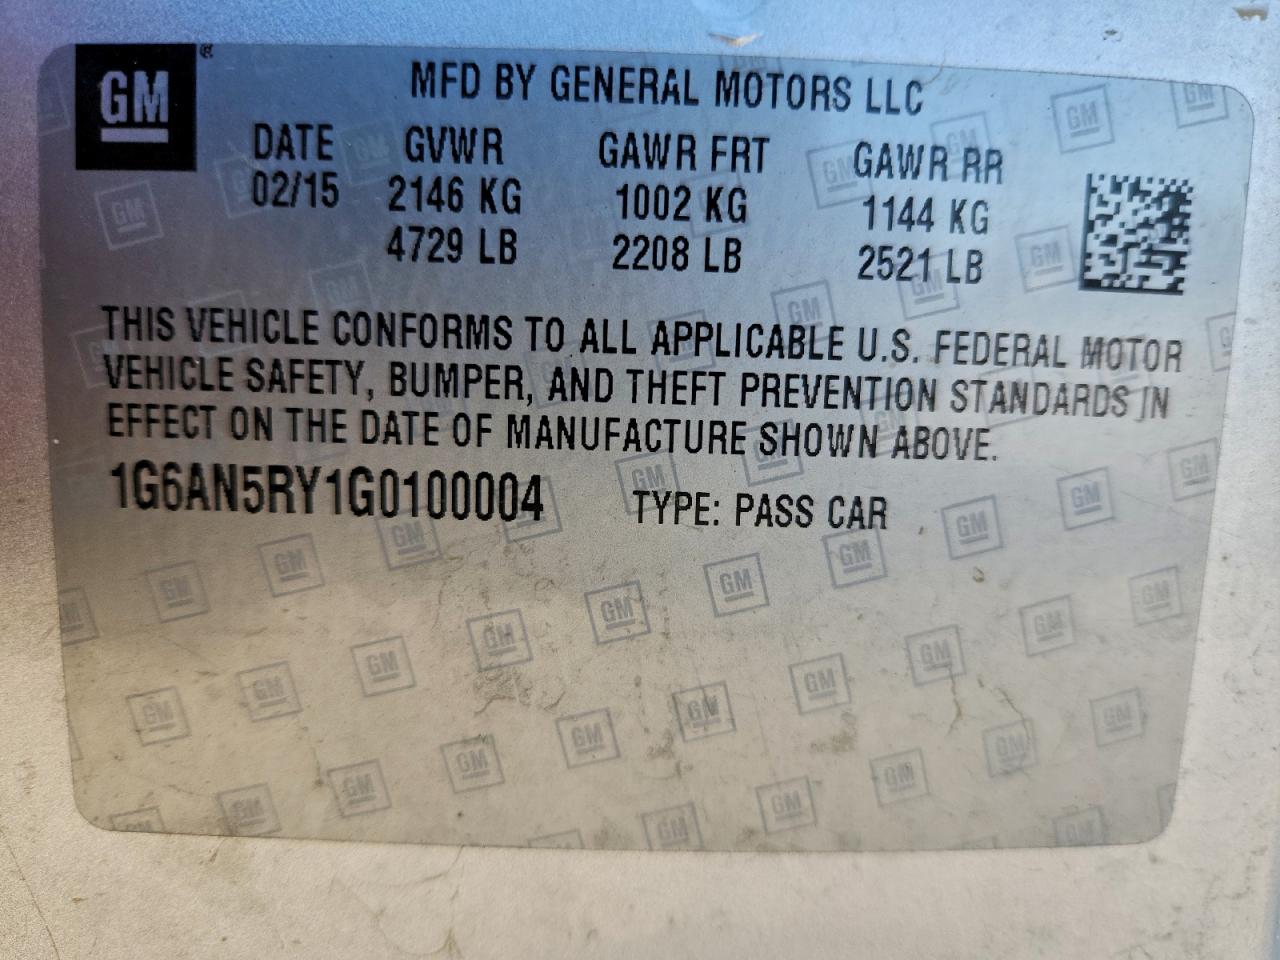 GM
MFD BY GENERAL MOTORS LLC
DATE GVWR GAWR FRT GAWR RR
02/15 2146 KG 1002 KG 1144 KG
4729 LB 2208 LB 2521 LB
THIS VEHICLE CONFORMS TO ALL APPLICABLE U.S. FEDERAL MOTOR
VEHICLE SAFETY, BUMPER, AND THEFT PREVENTION STANDARDS IN
EFFECT ON THE DATE OF MANUFACTURE SHOWN ABOVE.
1G6AN5RY1G0100004 TYPE: PASS CAR